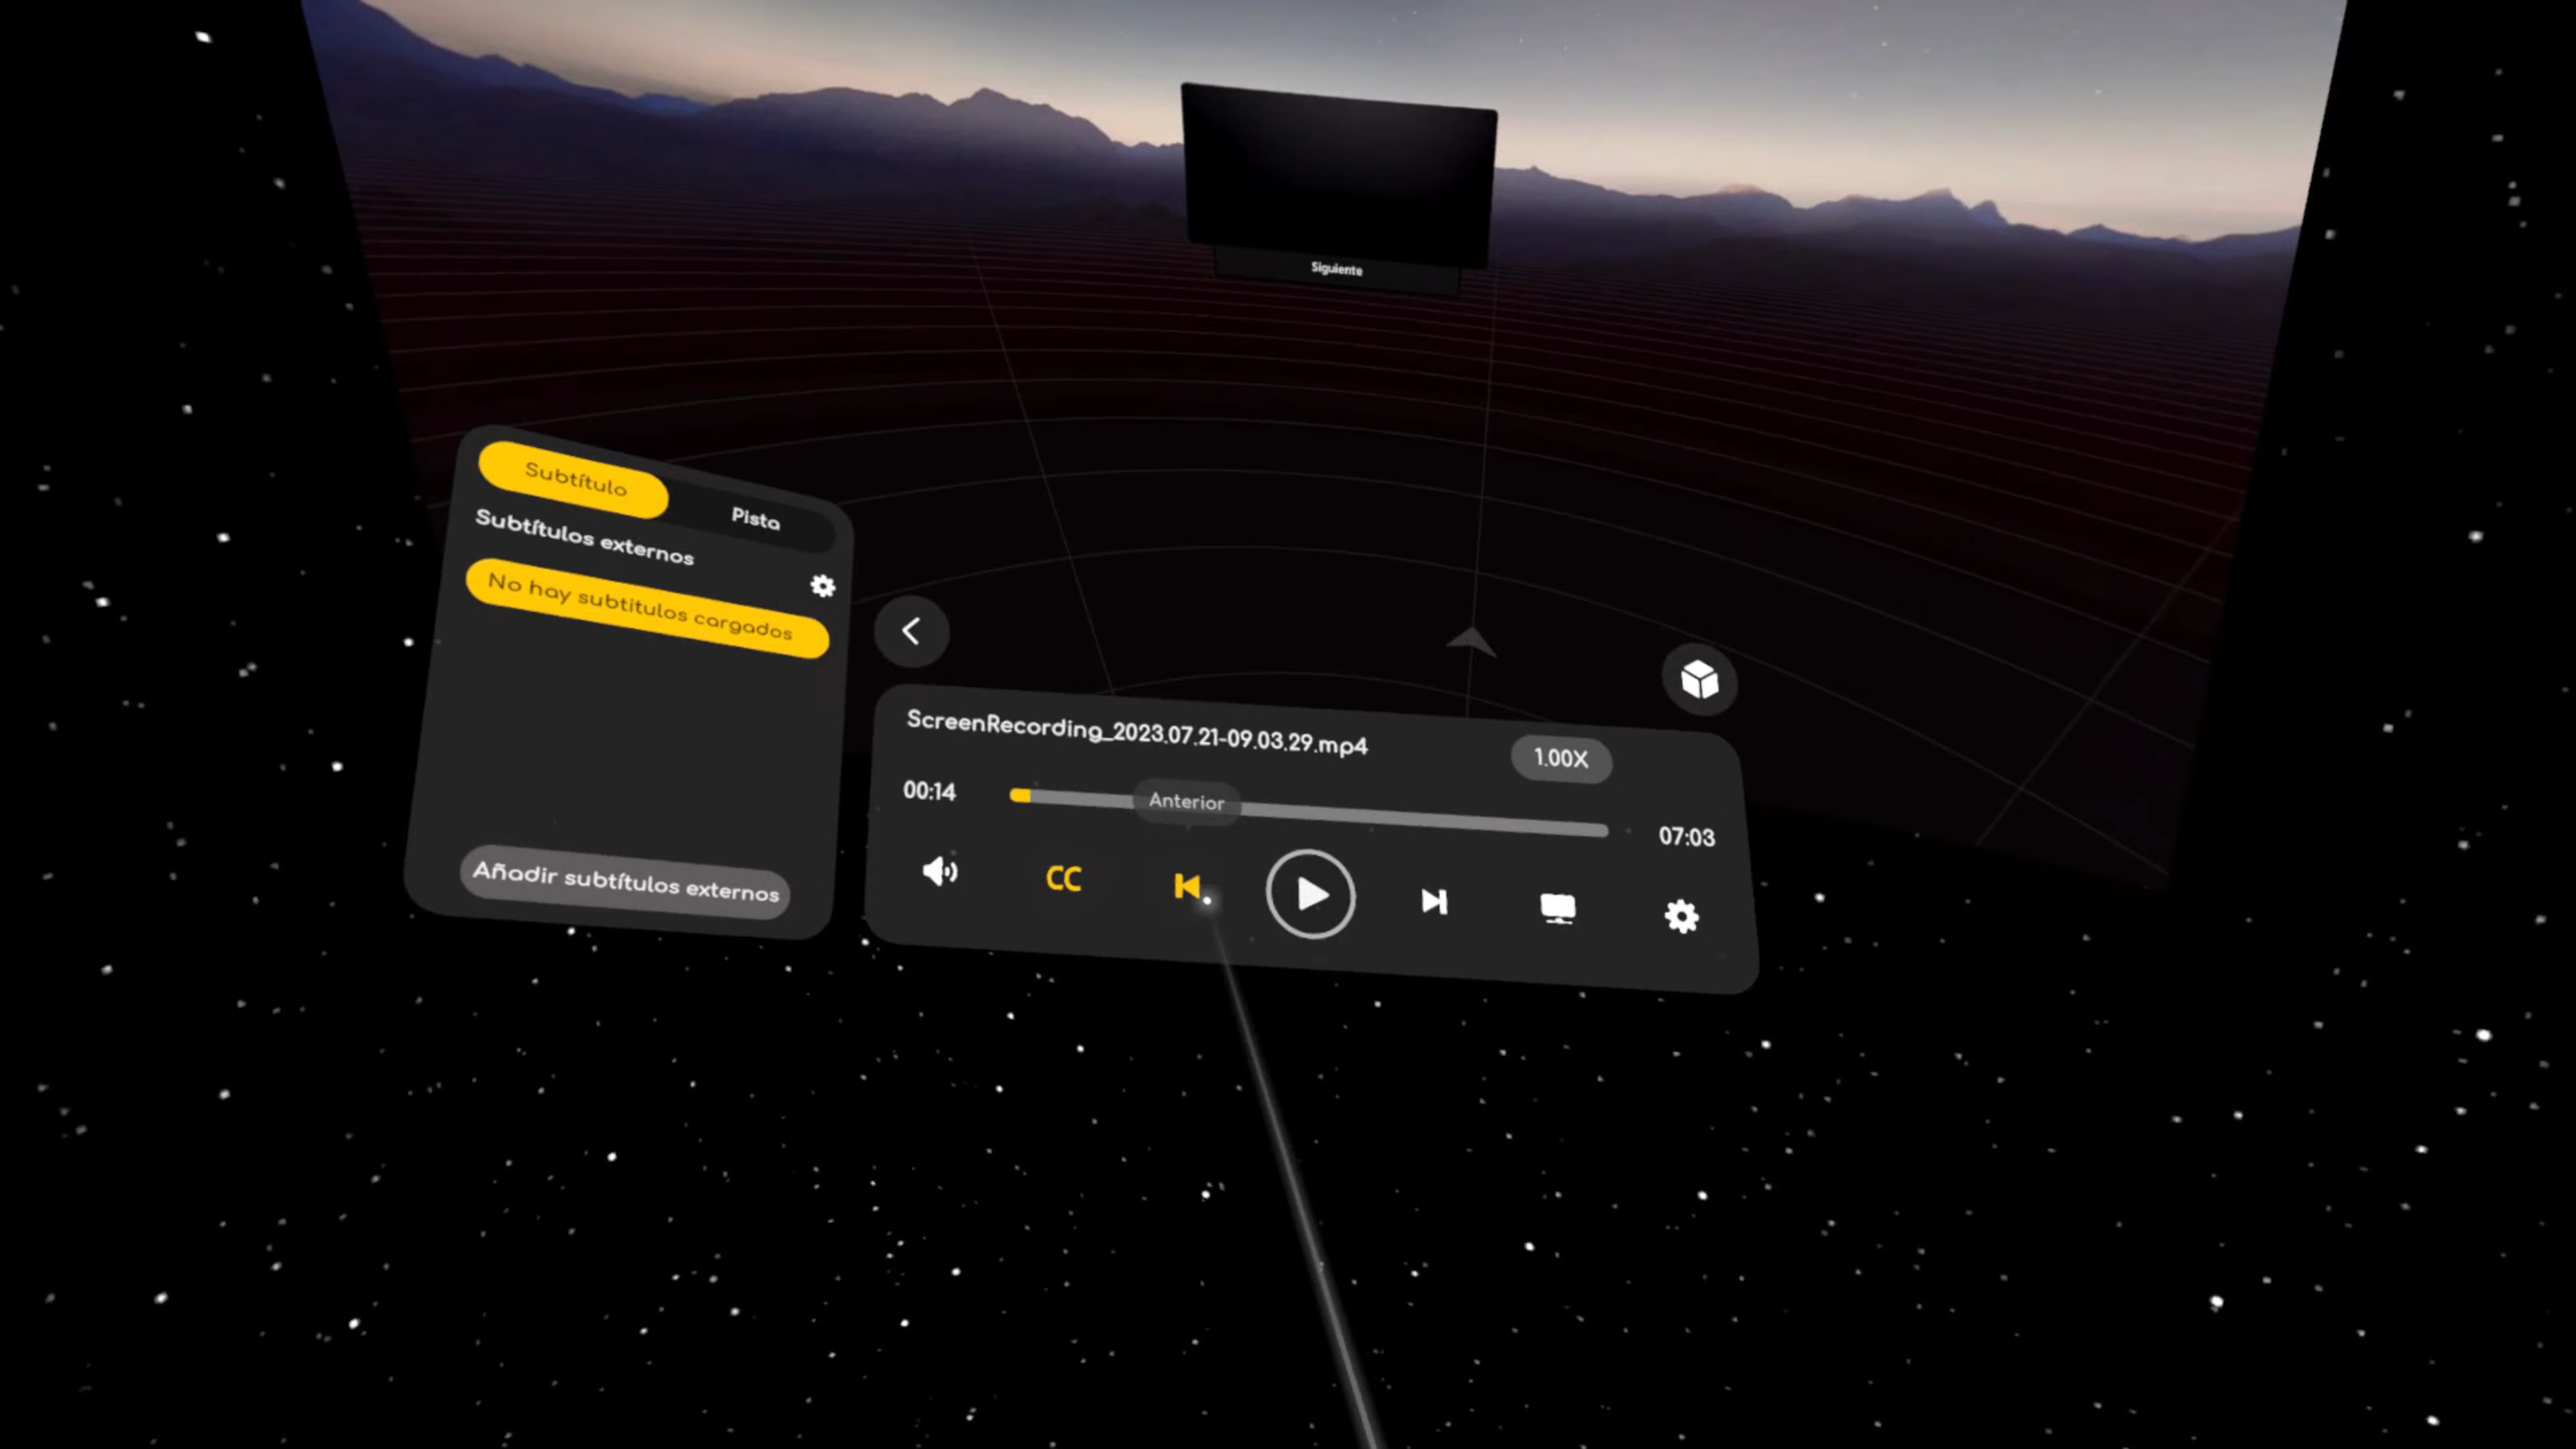 Siguiente
Subtítulo
Pista
Subtítulos externos
No hay subtitulos cargados
Añadir subtítulos externos
ScreenRecording_2023.07.21-09.03.29.mp4
1.00X
00:14
Anterior
07:03
CC